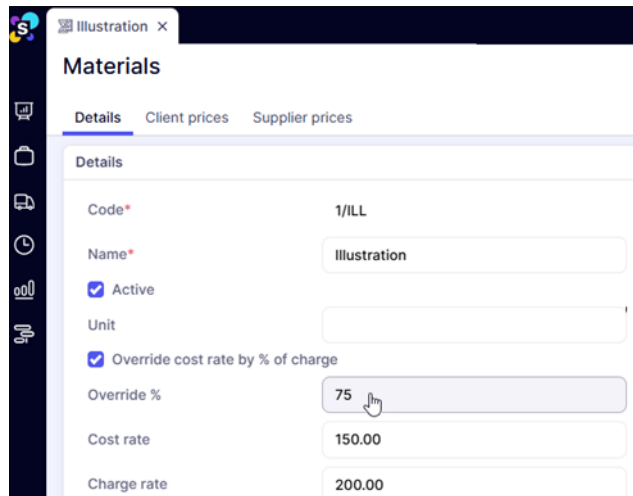 Illustration ×
Materials
Details Client prices Supplier prices
Details
Code* 1/ILL
Name* Illustration
Active
Unit
Override cost rate by % of charge
Override % 75
Cost rate 150.00
Charge rate 200.00